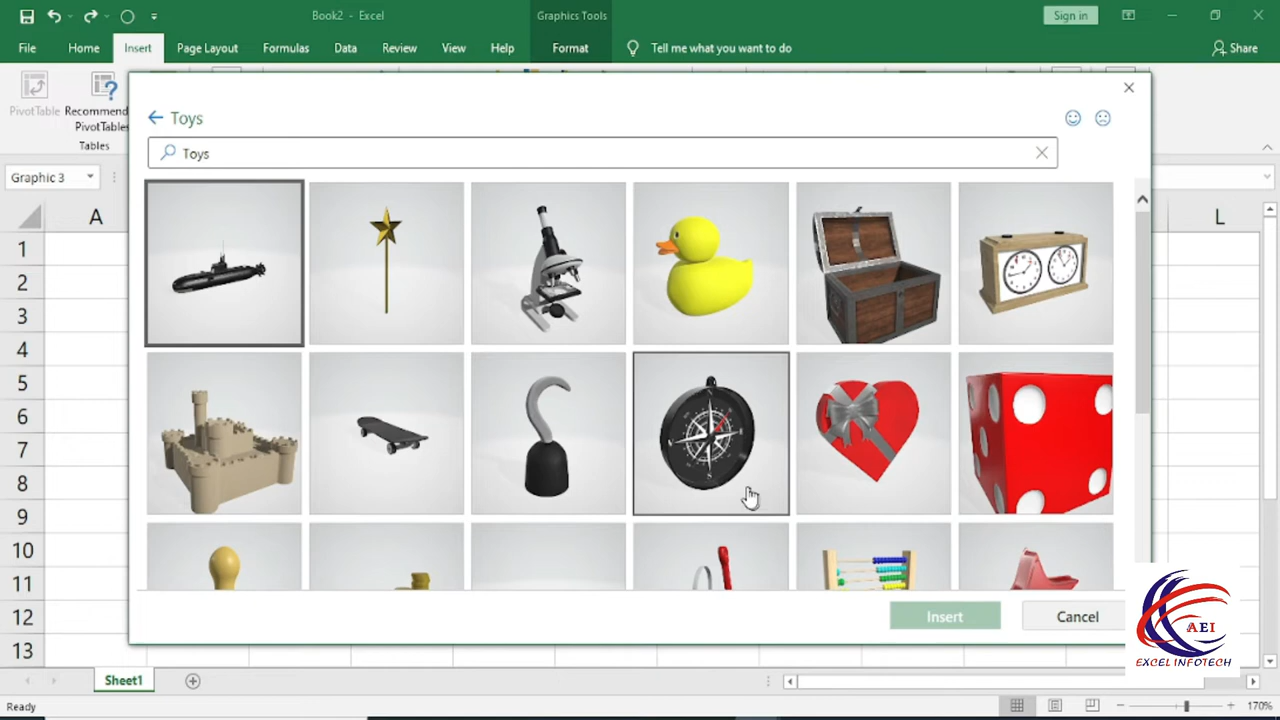 Book2 - Excel
Graphics Tools
Sign in
File Home Insert Page Layout Formulas Data Review View Help Format Tell me what you want to do Share
PivotTable
Recommend
PivotTables
Tables
Toys
Toys
Graphic 3
A L
1
2
3
4
5
6
7
8
9
10
11
12
13
Insert Cancel
AEI
EXCEL INFOTECH
Sheet1
Ready
170%